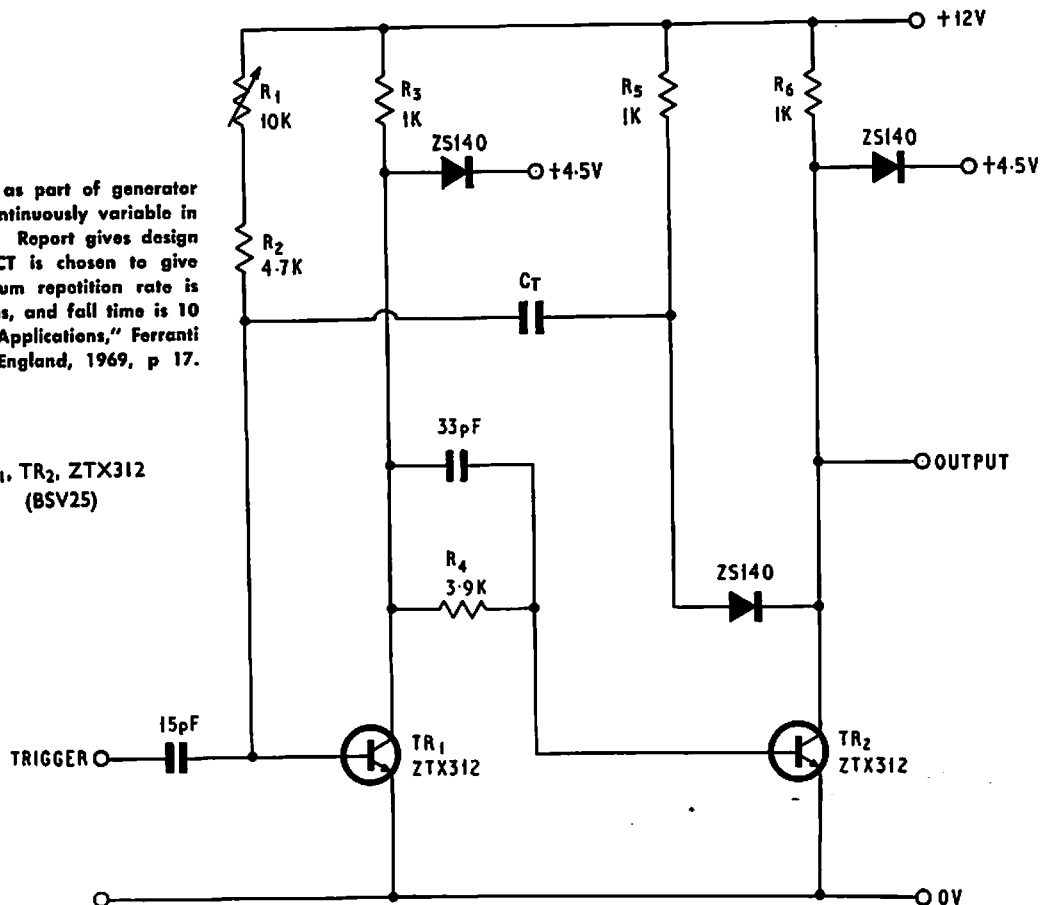 +12V
R1
10K
R3
1K
R5
1K
R6
1K
ZS140
+4·5V
ZS140
+4·5V
as part of generator
ntinuously variable in
Report gives design
CT is chosen to give
um repetition rate is
ns, and fall time is 10
Applications," Ferranti
England, 1969, p 17.
R2
4·7K
CT
33pF
1, TR2, ZTX312
(BSV25)
OUTPUT
R4
3·9K
ZS140
15pF
TRIGGER
TR1
ZTX312
TR2
ZTX312
0V